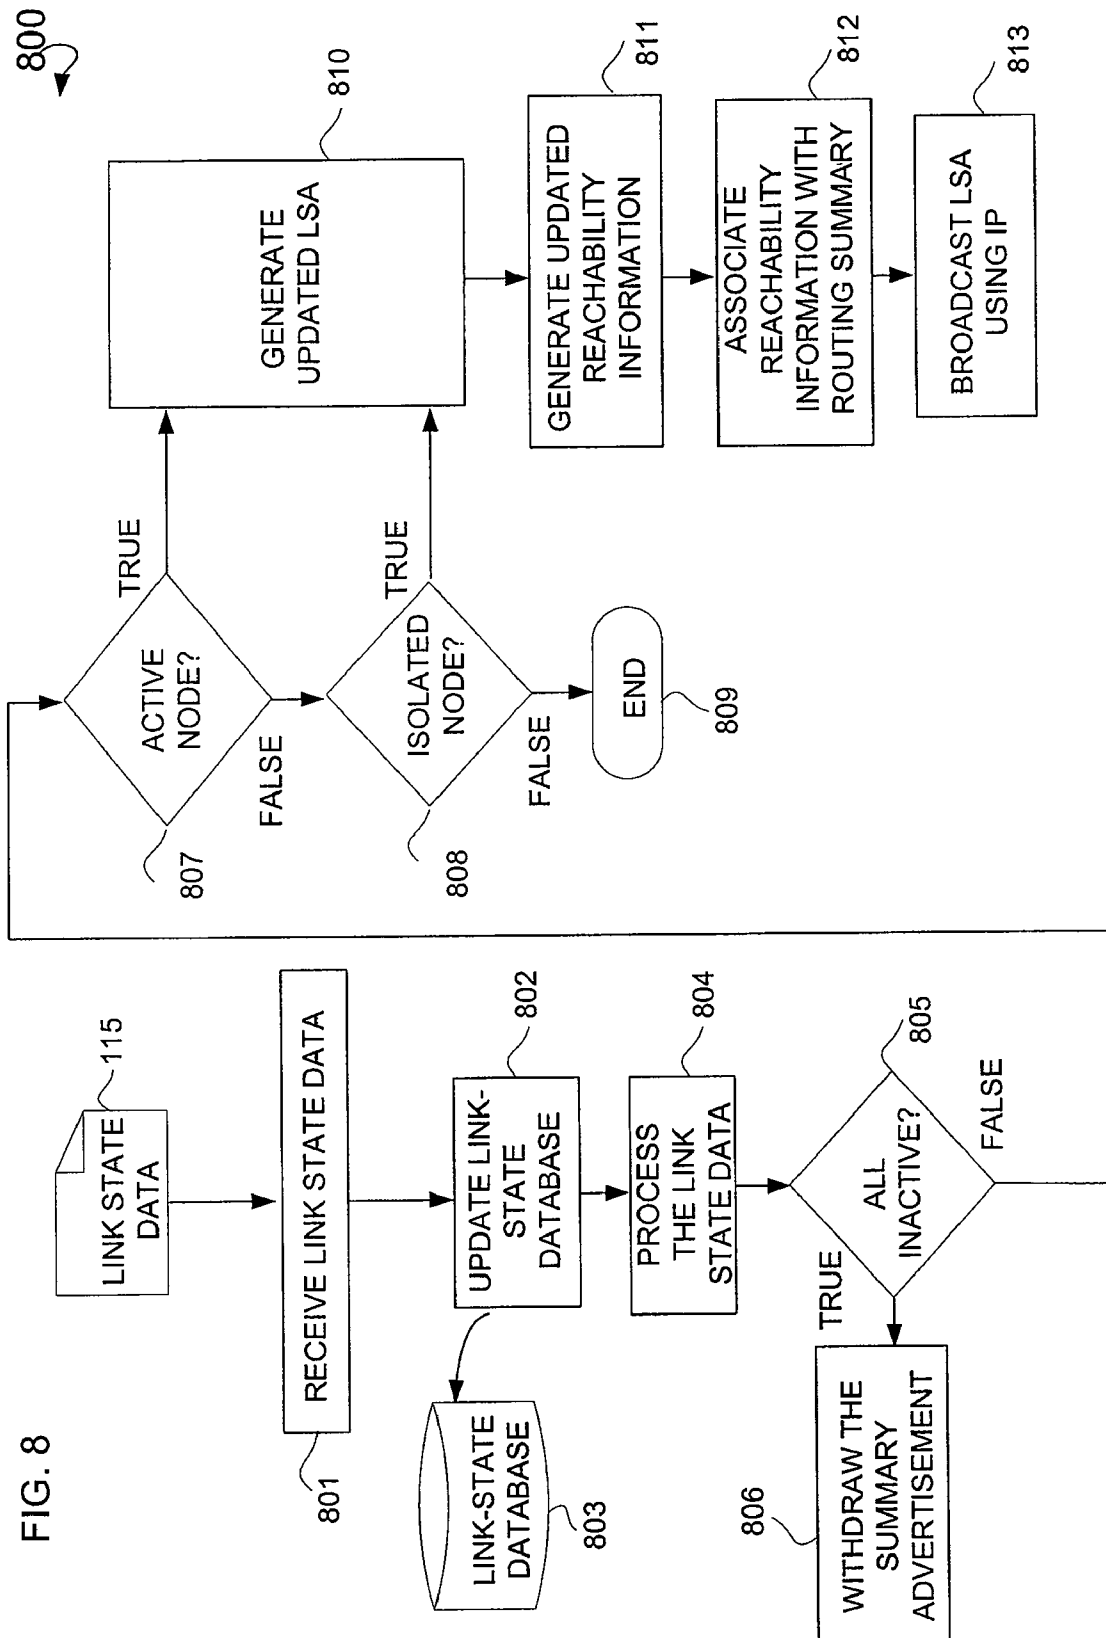 FIG. 8
800
LINK STATE
DATA
115
RECEIVE LINK STATE DATA
801
UPDATE LINK-
STATE
DATABASE
802
LINK-STATE
DATABASE
803
PROCESS
THE LINK
STATE DATA
804
ALL
INACTIVE?
805
TRUE
FALSE
WITHDRAW THE
SUMMARY
ADVERTISEMENT
806
ACTIVE
NODE?
807
TRUE
FALSE
ISOLATED
NODE?
808
TRUE
FALSE
END
809
GENERATE
UPDATED LSA
810
GENERATE UPDATED
REACHABILITY
INFORMATION
811
ASSOCIATE
REACHABILITY
INFORMATION WITH
ROUTING SUMMARY
812
BROADCAST LSA
USING IP
813